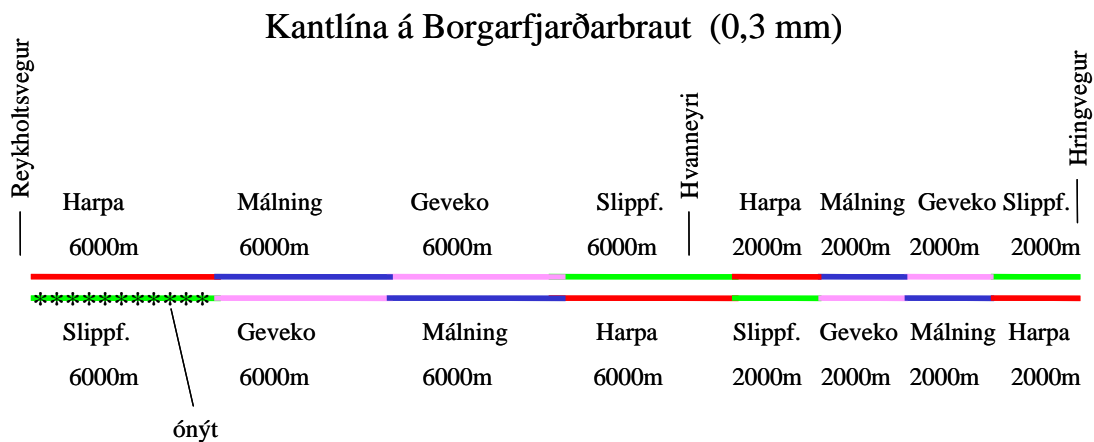 Kantlína á Borgarfjarðarbraut (0,3 mm)
Reykholtsvegur
Hvanneyri
Hringvegur
Harpa Málning Geveko Slippf. Harpa Málning Geveko Slippf.
6000m 6000m 6000m 6000m 2000m 2000m 2000m 2000m
***********
Slippf. Geveko Málning Harpa Slippf. Geveko Málning Harpa
6000m 6000m 6000m 6000m 2000m 2000m 2000m 2000m
ónýt